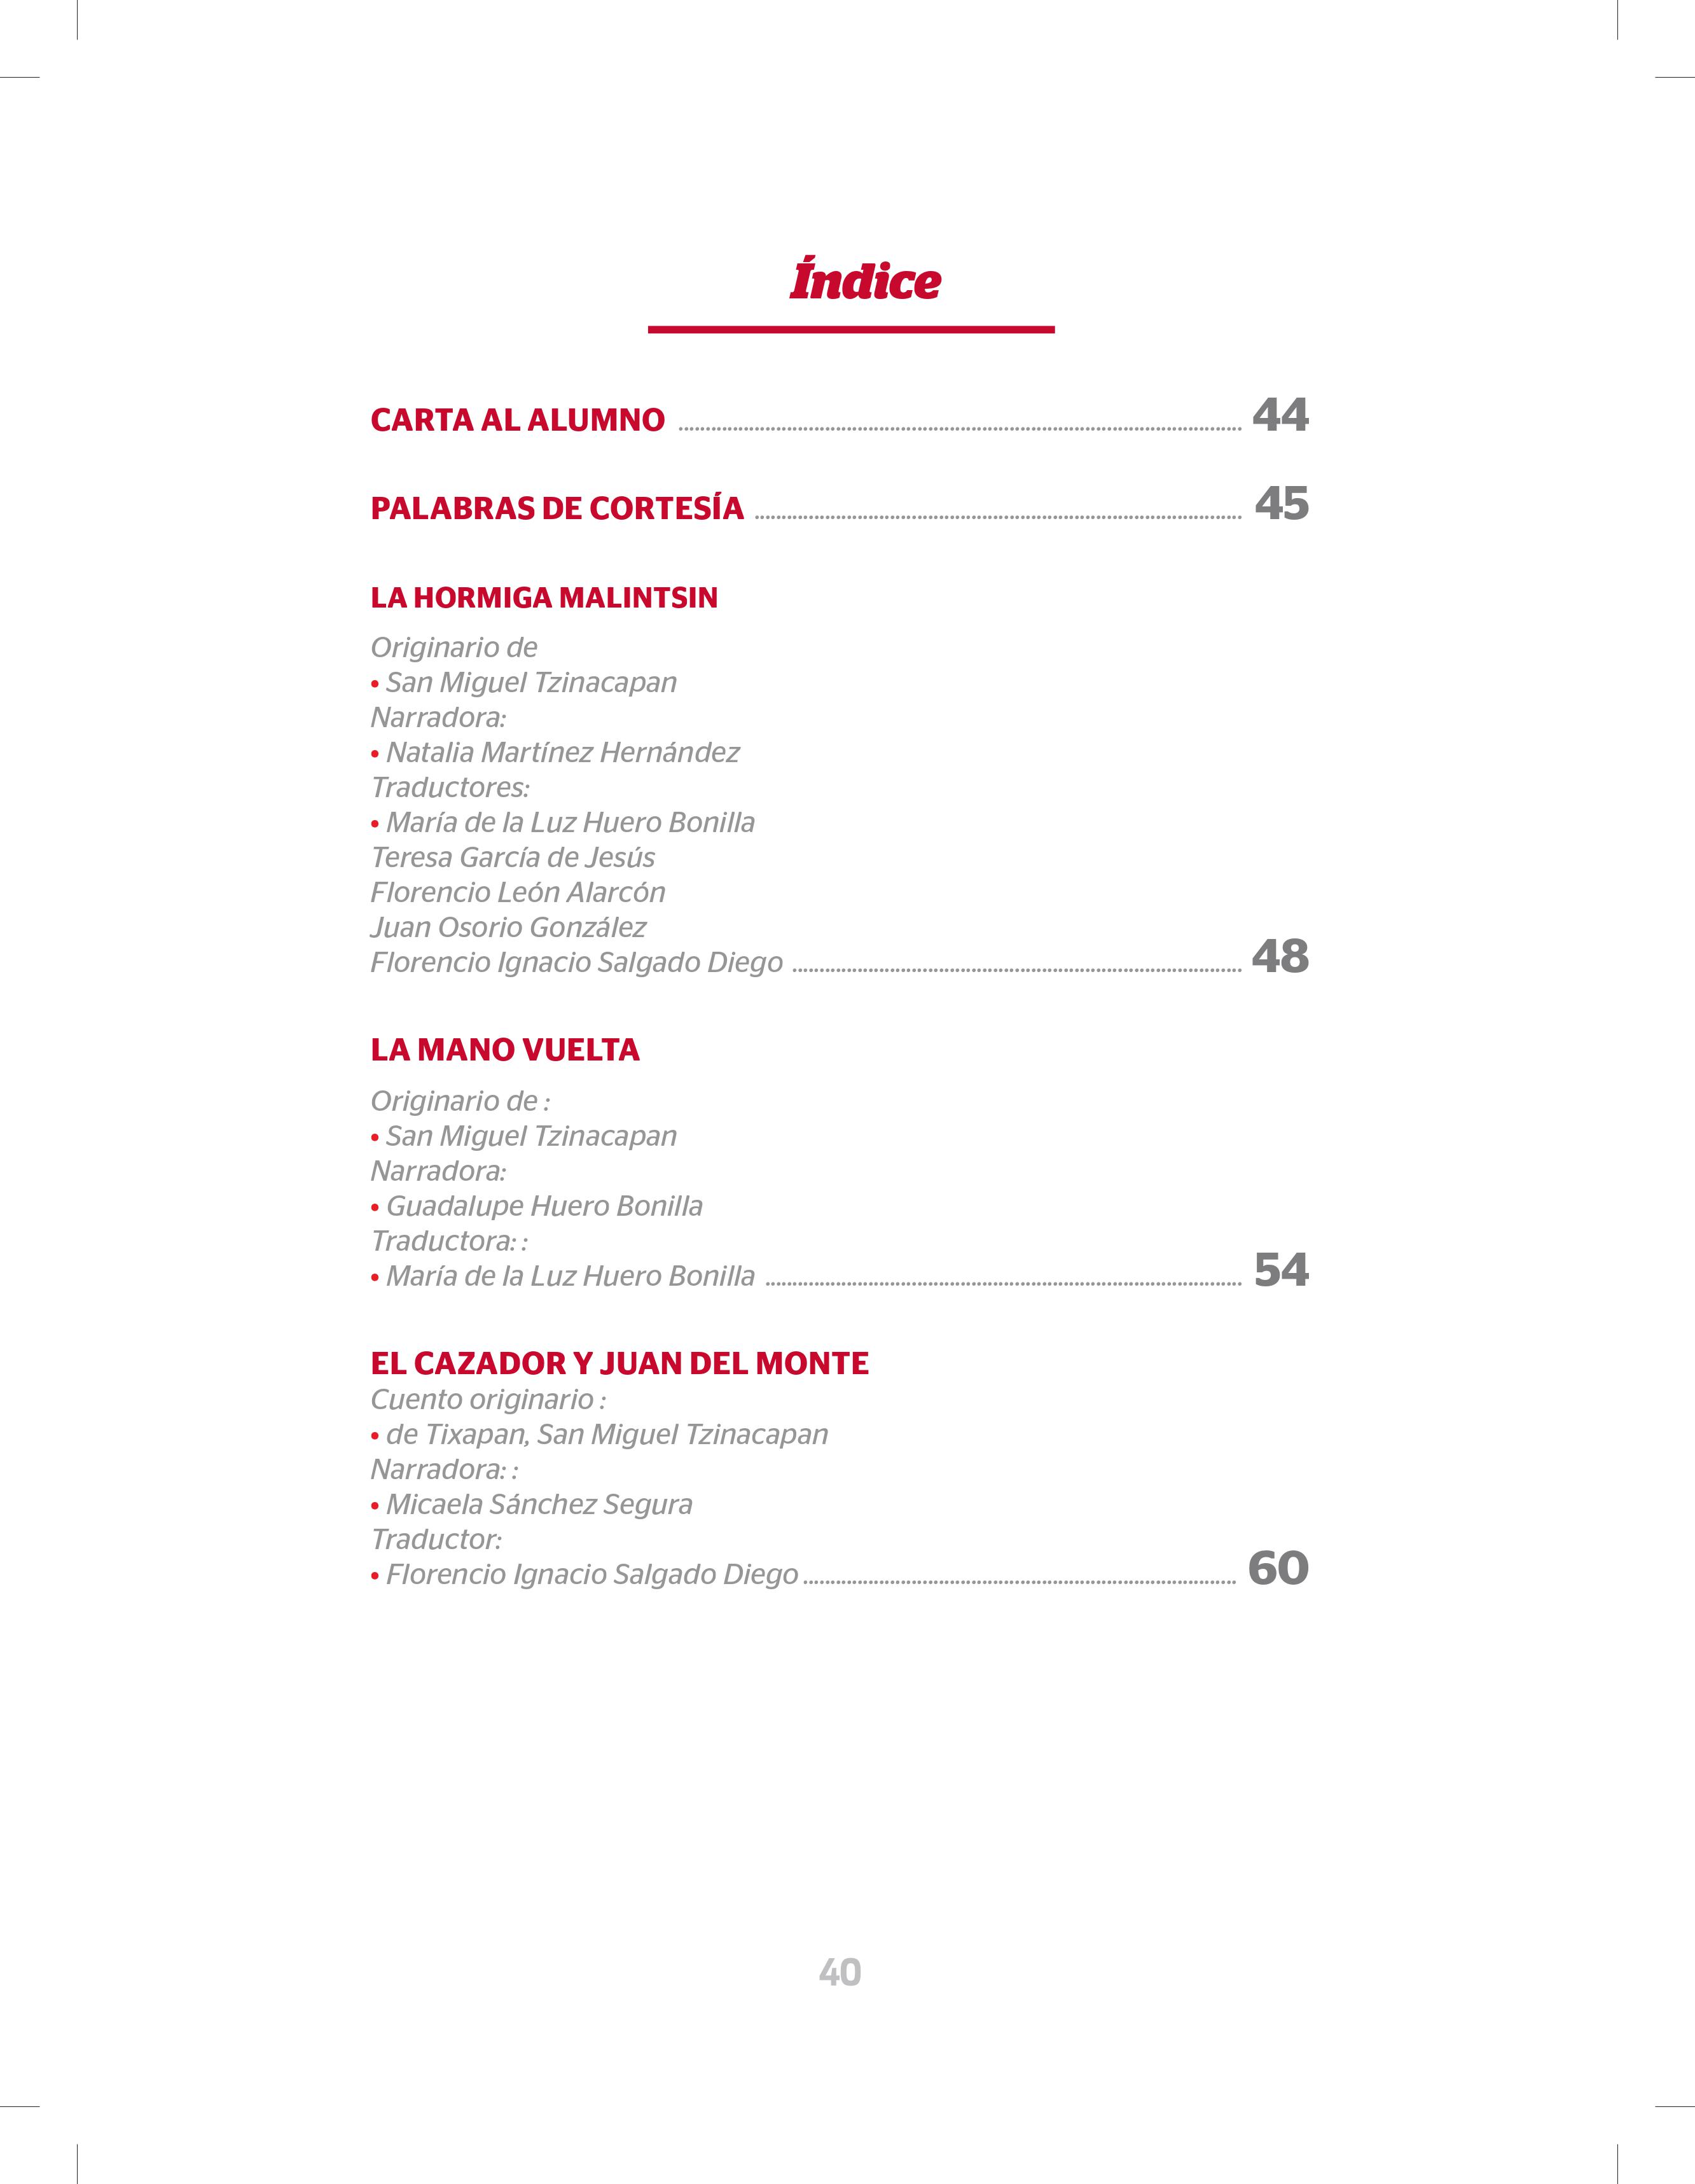 Índice
CARTA AL ALUMNO ........................................ 44
PALABRAS DE CORTESÍA ........................................ 45
LA HORMIGA MALINTSIN
Originario de
• San Miguel Tzinacapan
Narradora:
• Natalia Martínez Hernández
Traductores:
• María de la Luz Huero Bonilla
Teresa García de Jesús
Florencio León Alarcón
Juan Osorio González
Florencio Ignacio Salgado Diego ........................................ 48
LA MANO VUELTA
Originario de :
• San Miguel Tzinacapan
Narradora:
• Guadalupe Huero Bonilla
Traductora: :
• María de la Luz Huero Bonilla ........................................ 54
EL CAZADOR Y JUAN DEL MONTE
Cuento originario :
• de Tixapan, San Miguel Tzinacapan
Narradora: :
• Micaela Sánchez Segura
Traductor:
• Florencio Ignacio Salgado Diego ........................................ 60
40